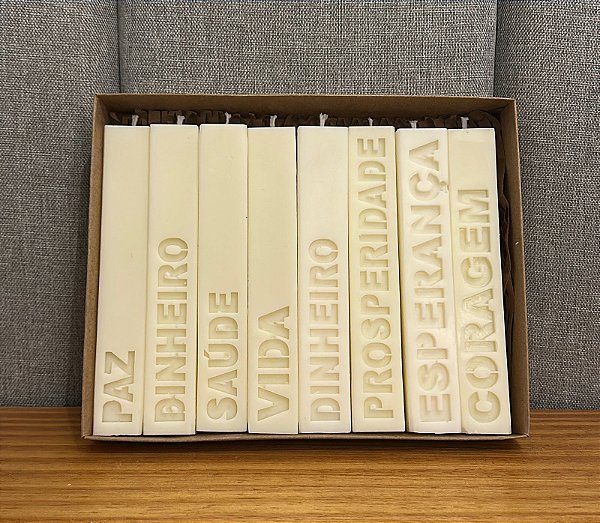 PAZ
DINHEIRO
SAÚDE
VIDA
DINHEIRO
PROSPERIDADE
ESPERANÇA
CORAGEM